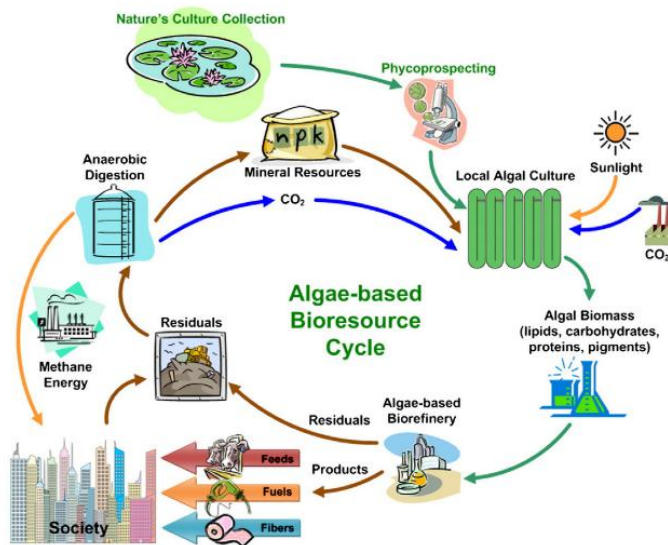 Nature's Culture Collection
Phycoprospecting
Anaerobic
Digestion
npk
Mineral Resources
CO₂
Local Algal Culture
Sunlight
CO₂
Algae-based
Bioresource
Cycle
Algal Biomass
(lipids, carbohydrates,
proteins, pigments)
Methane
Energy
Residuals
Algae-based
Biorefinery
Residuals
Products
Feeds
Fuels
Fibers
Society